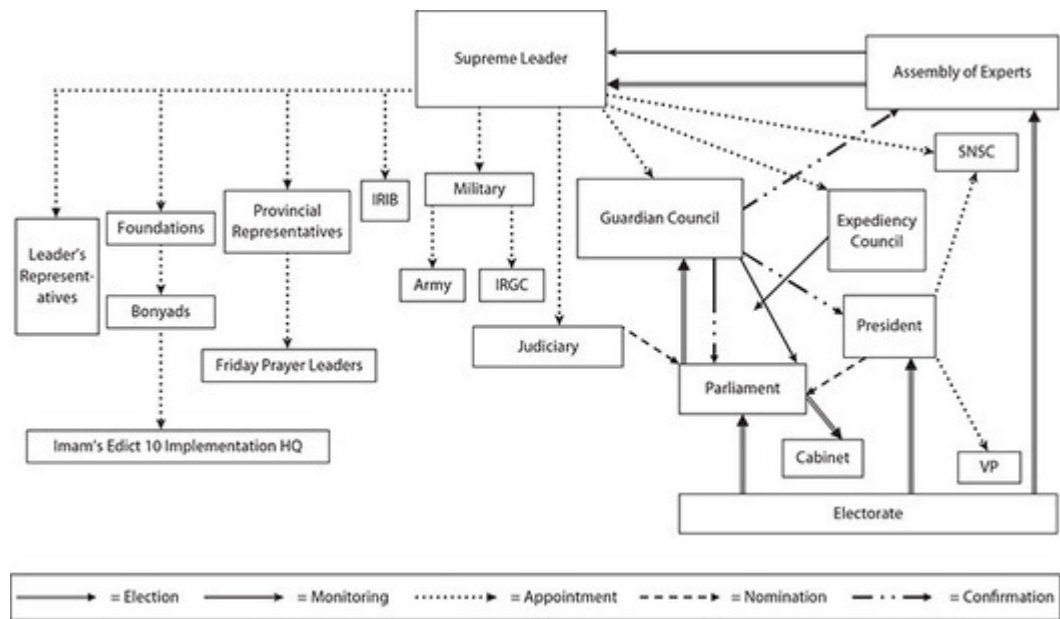 Supreme Leader
Assembly of Experts
SNSC
IRIB
Military
Provincial
Representatives
Guardian Council
Expediency
Council
Foundations
Leader's
Represent-
atives
Army
IRGC
Bonyads
President
Judiciary
Friday Prayer Leaders
Parliament
Imam's Edict 10 Implementation HQ
Cabinet
VP
Electorate
= Election
= Monitoring
= Appointment
= Nomination
= Confirmation